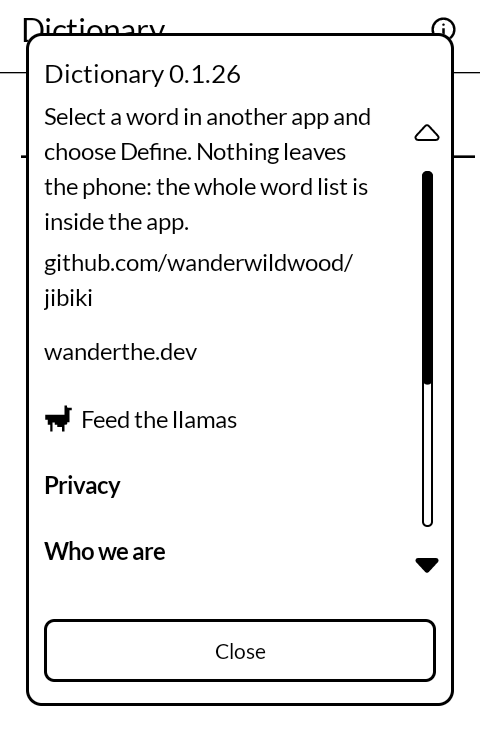 Dictionary
Dictionary 0.1.26
Select a word in another app and
choose Define. Nothing leaves
the phone: the whole word list is
inside the app.
github.com/wanderwildwood/
jibiki
wanderthe.dev
Feed the llamas
Privacy
Who we are
Close